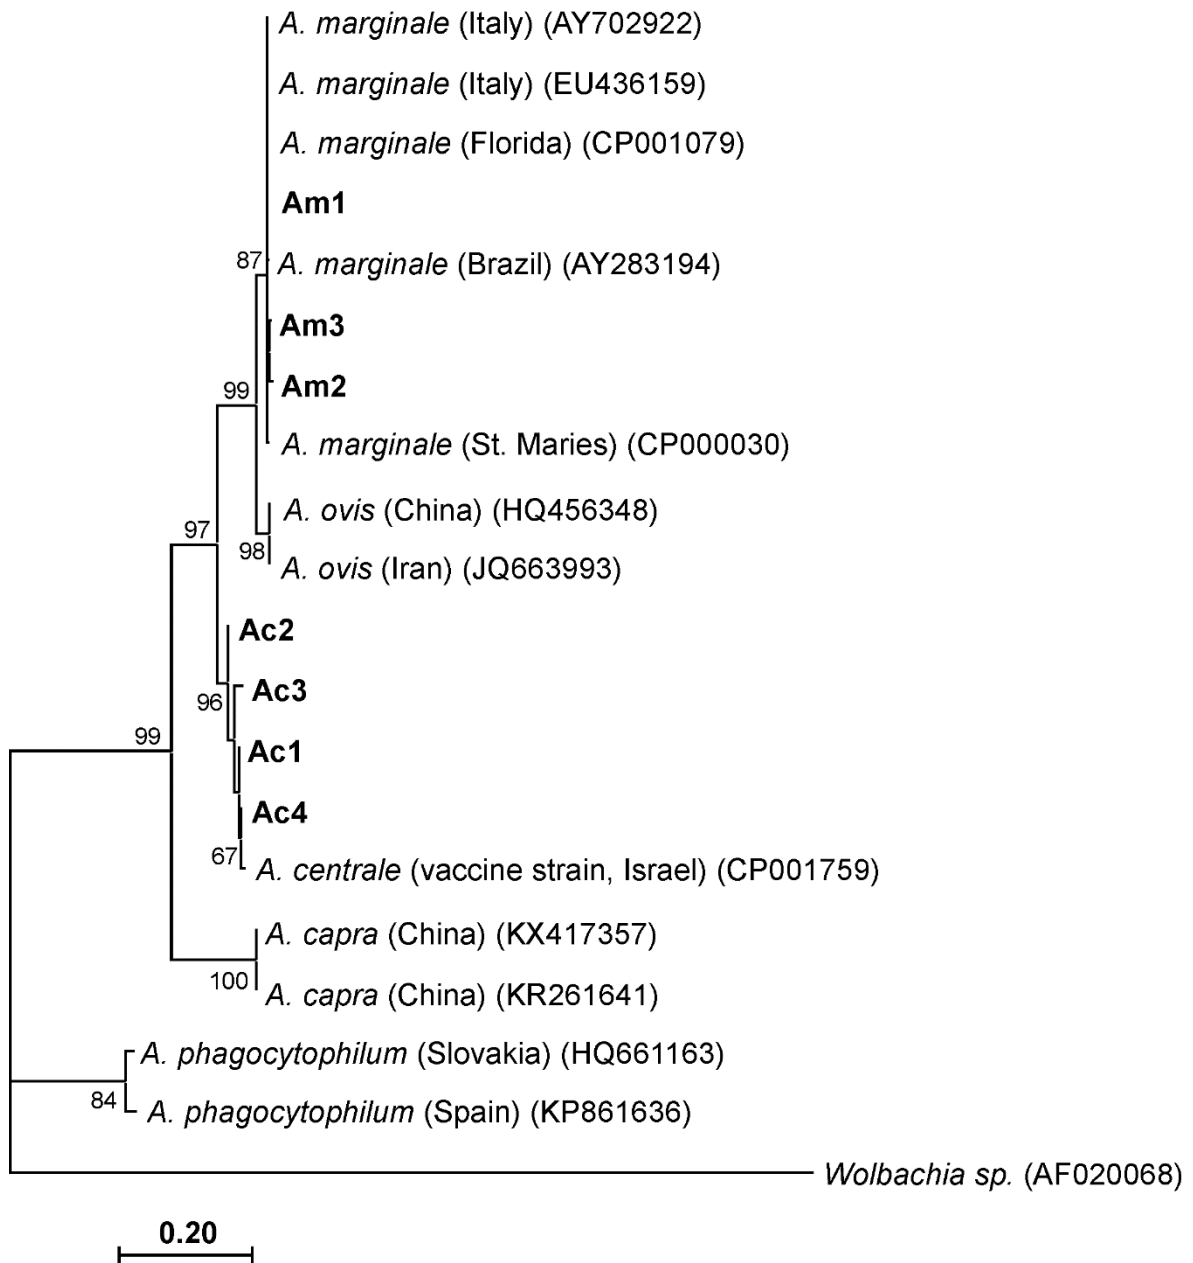 A. marginale (Italy) (AY702922)
A. marginale (Italy) (EU436159)
A. marginale (Florida) (CP001079)
Am1
87
A. marginale (Brazil) (AY283194)
Am3
99
Am2
A. marginale (St. Maries) (CP000030)
A. ovis (China) (HQ456348)
97
98
A. ovis (Iran) (JQ663993)
Ac2
96
Ac3
99
Ac1
Ac4
67
A. centrale (vaccine strain, Israel) (CP001759)
A. capra (China) (KX417357)
100
A. capra (China) (KR261641)
A. phagocytophilum (Slovakia) (HQ661163)
84
A. phagocytophilum (Spain) (KP861636)
Wolbachia sp. (AF020068)
0.20